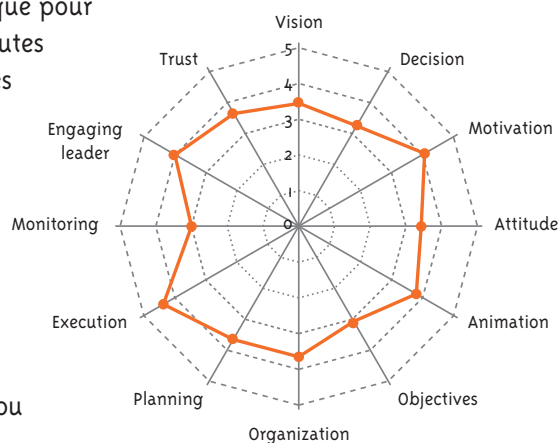 que pour
utes
es
ou
Vision
Decision
Motivation
Attitude
Animation
Objectives
Organization
Planning
Execution
Monitoring
Engaging
leader
Trust
5
4
3
2
1
0